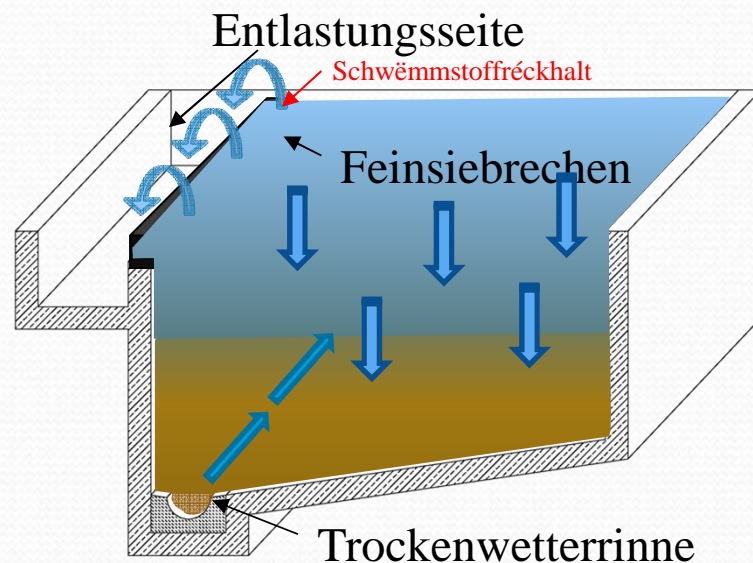 Entlastungsseite
Schwëmmstoffréckhalt
Feinsiebrechen
Trockenwetterrinne